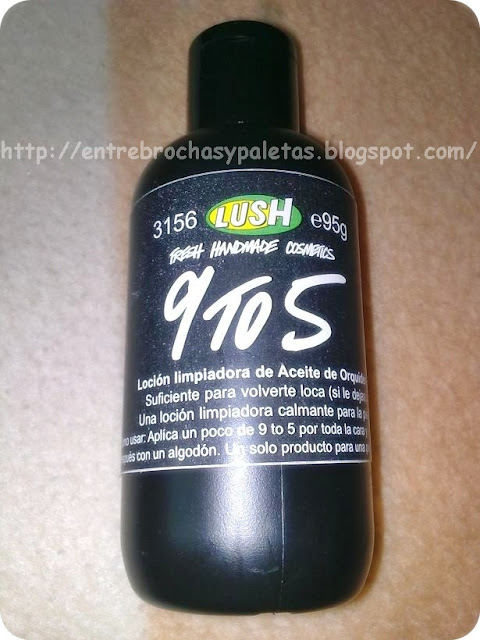 http://entrebrochasypaletas.blogspot.com/
3156 LUSH e95g
FRESH HANDMADE COSMETICS
9 TO 5
Loción limpiadora de Aceite de
Suficiente para volverte loca (si le
Una loción limpiadora calmante para la
usar: Aplica un poco de 9 to 5 por toda la cara
con un algodón. Un solo producto para una